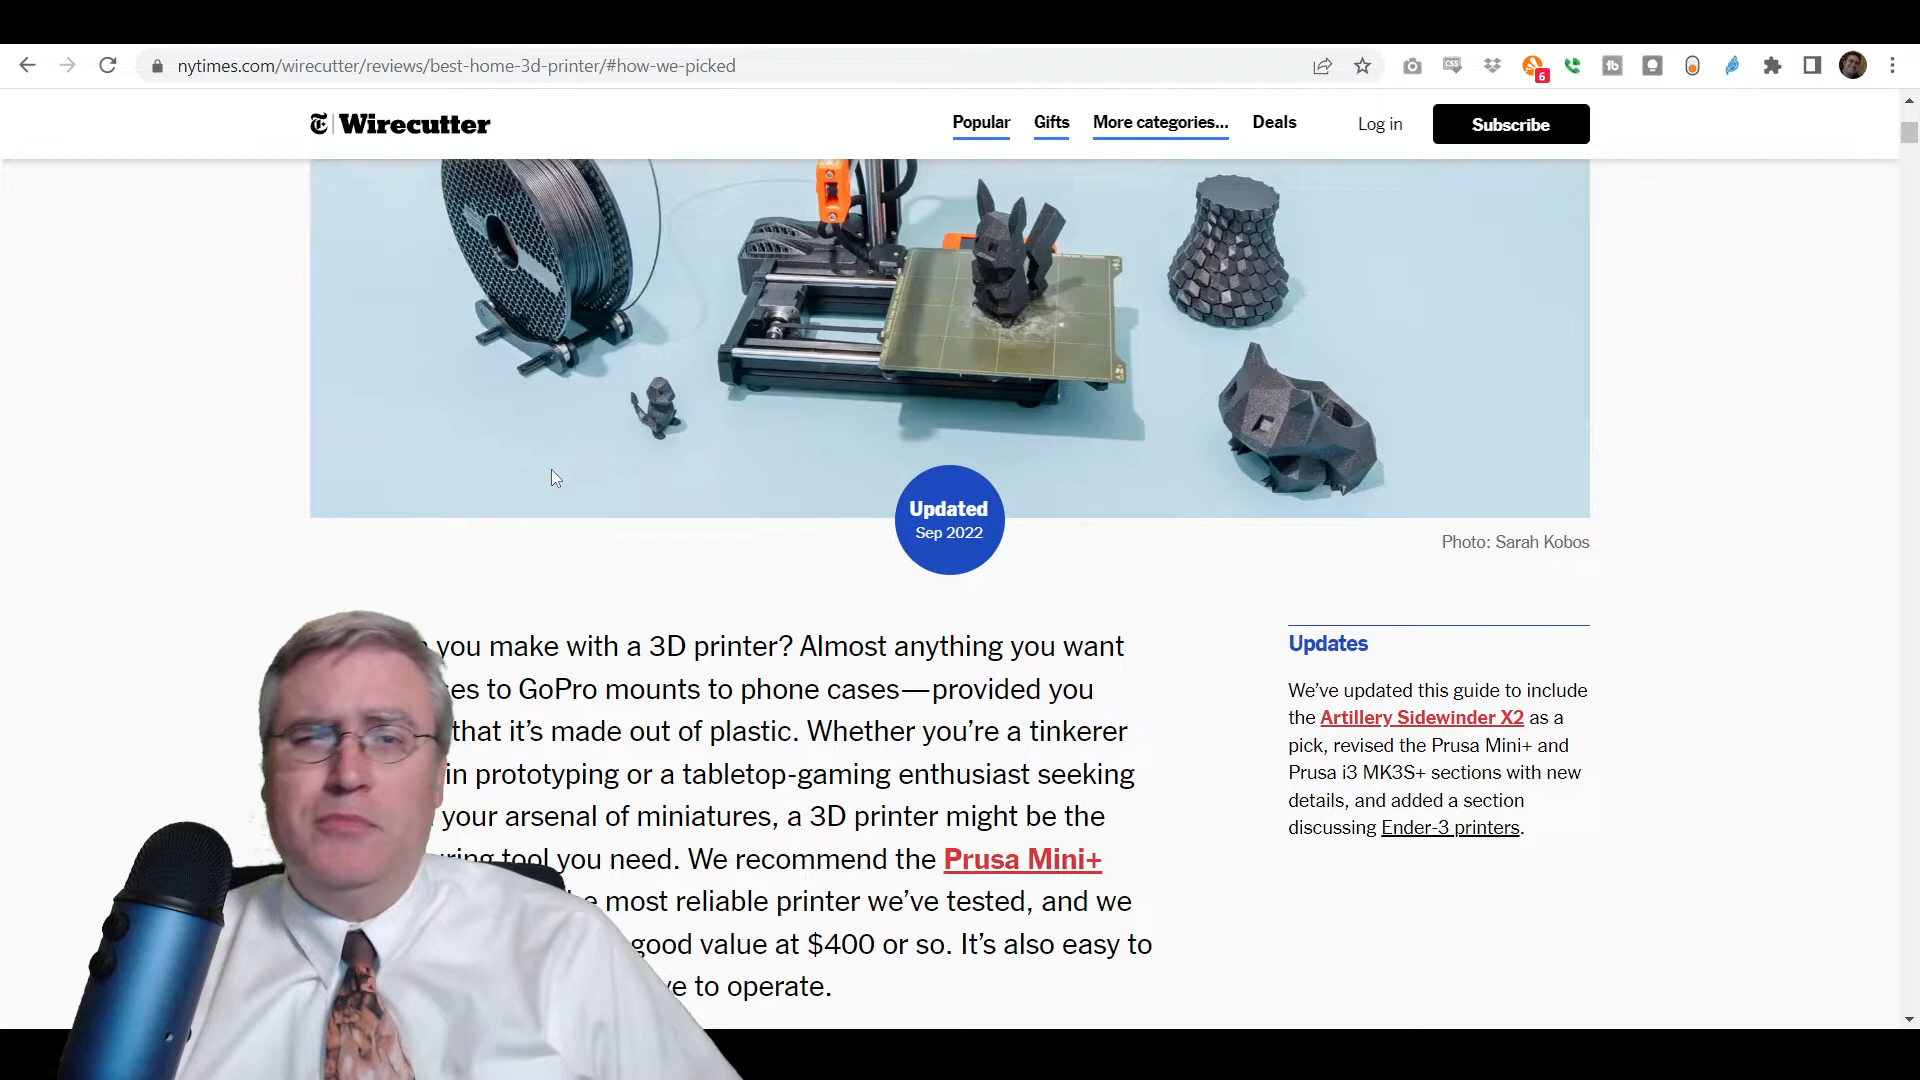 nytimes.com/wirecutter/reviews/best-home-3d-printer/#how-we-picked
CSS
6
tb
Wirecutter
Popular
Gifts
More categories...
Deals
Log in
Subscribe
Updated
Sep 2022
Photo: Sarah Kobos
you make with a 3D printer? Almost anything you want
to GoPro mounts to phone cases—provided you
that it’s made out of plastic. Whether you’re a tinkerer
in prototyping or a tabletop-gaming enthusiast seeking
your arsenal of miniatures, a 3D printer might be the
tool you need. We recommend the Prusa Mini+
most reliable printer we’ve tested, and we
good value at $400 or so. It’s also easy to
to operate.
Updates
We’ve updated this guide to include
the Artillery Sidewinder X2 as a
pick, revised the Prusa Mini+ and
Prusa i3 MK3S+ sections with new
details, and added a section
discussing Ender-3 printers.